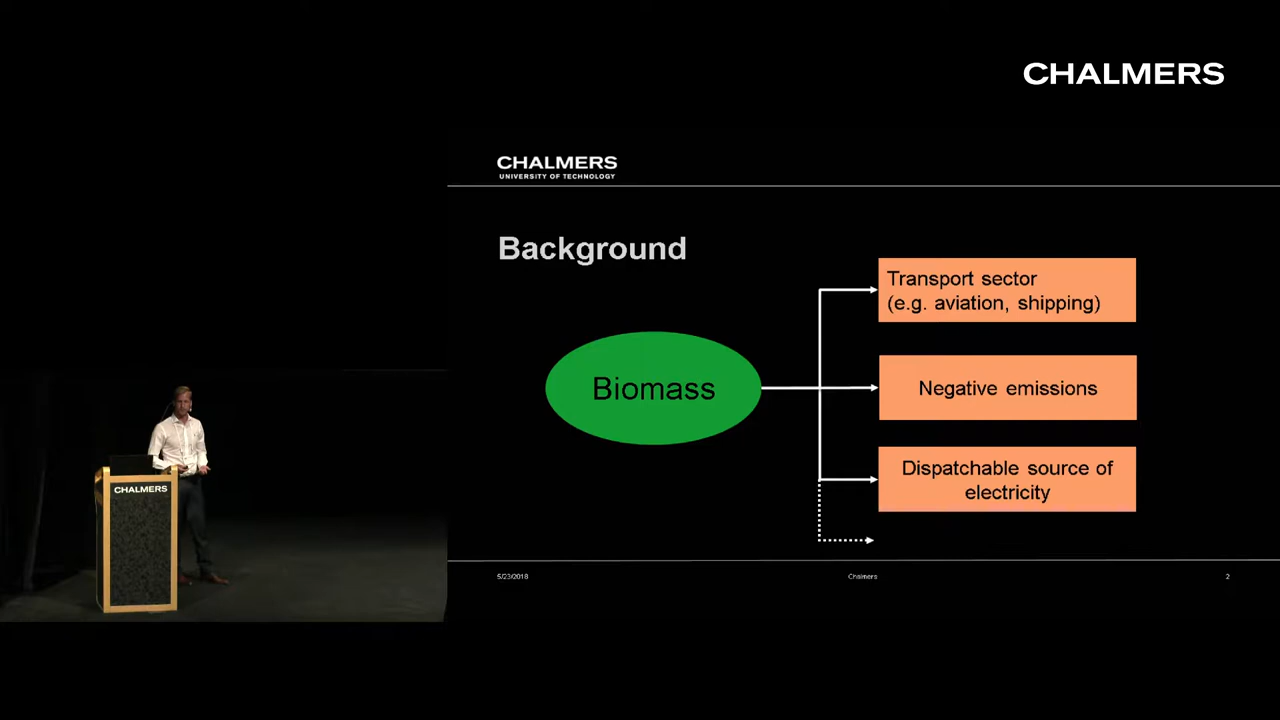 CHALMERS
CHALMERS
UNIVERSITY OF TECHNOLOGY
Background
Transport sector
(e.g. aviation, shipping)
Biomass
Negative emissions
Dispatchable source of
electricity
CHALMERS
5/23/2018
Chalmers
2